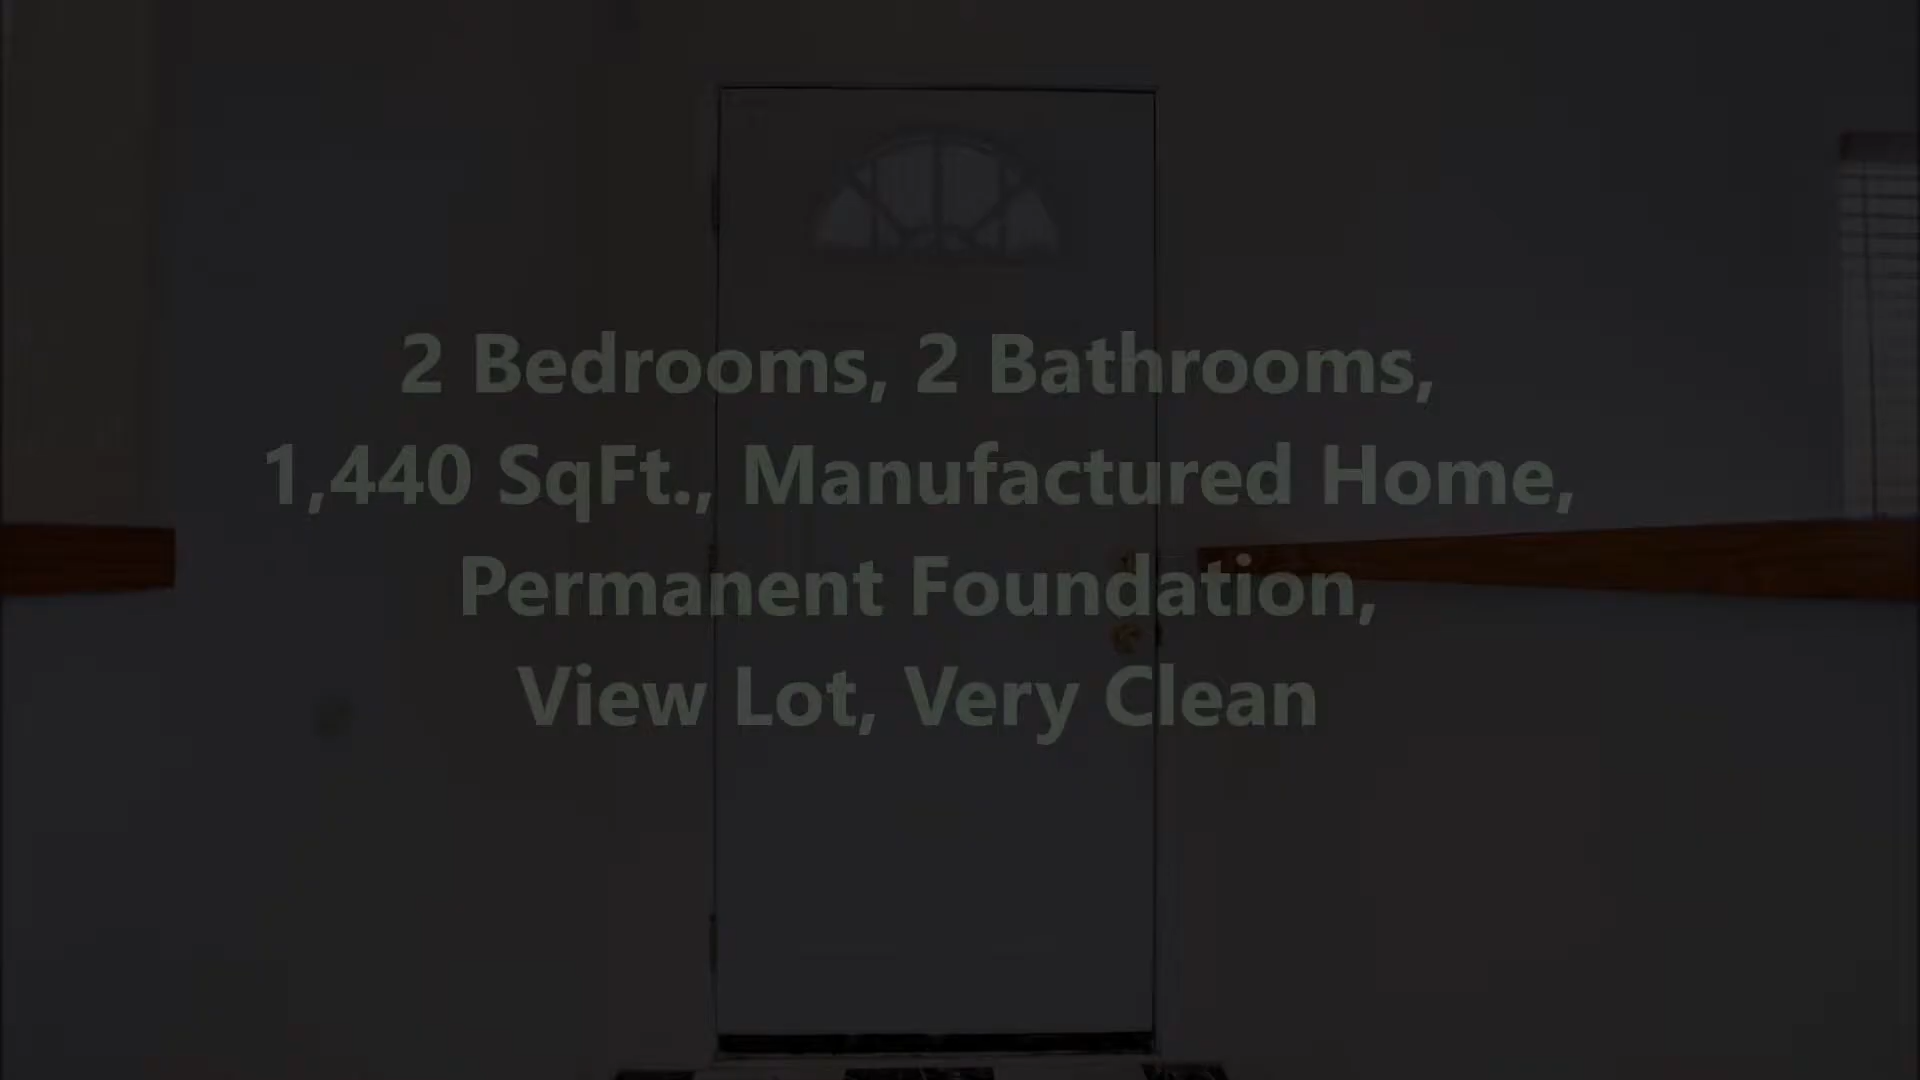 2 Bedrooms, 2 Bathrooms,
1,440 SqFt., Manufactured Home,
Permanent Foundation,
View Lot, Very Clean